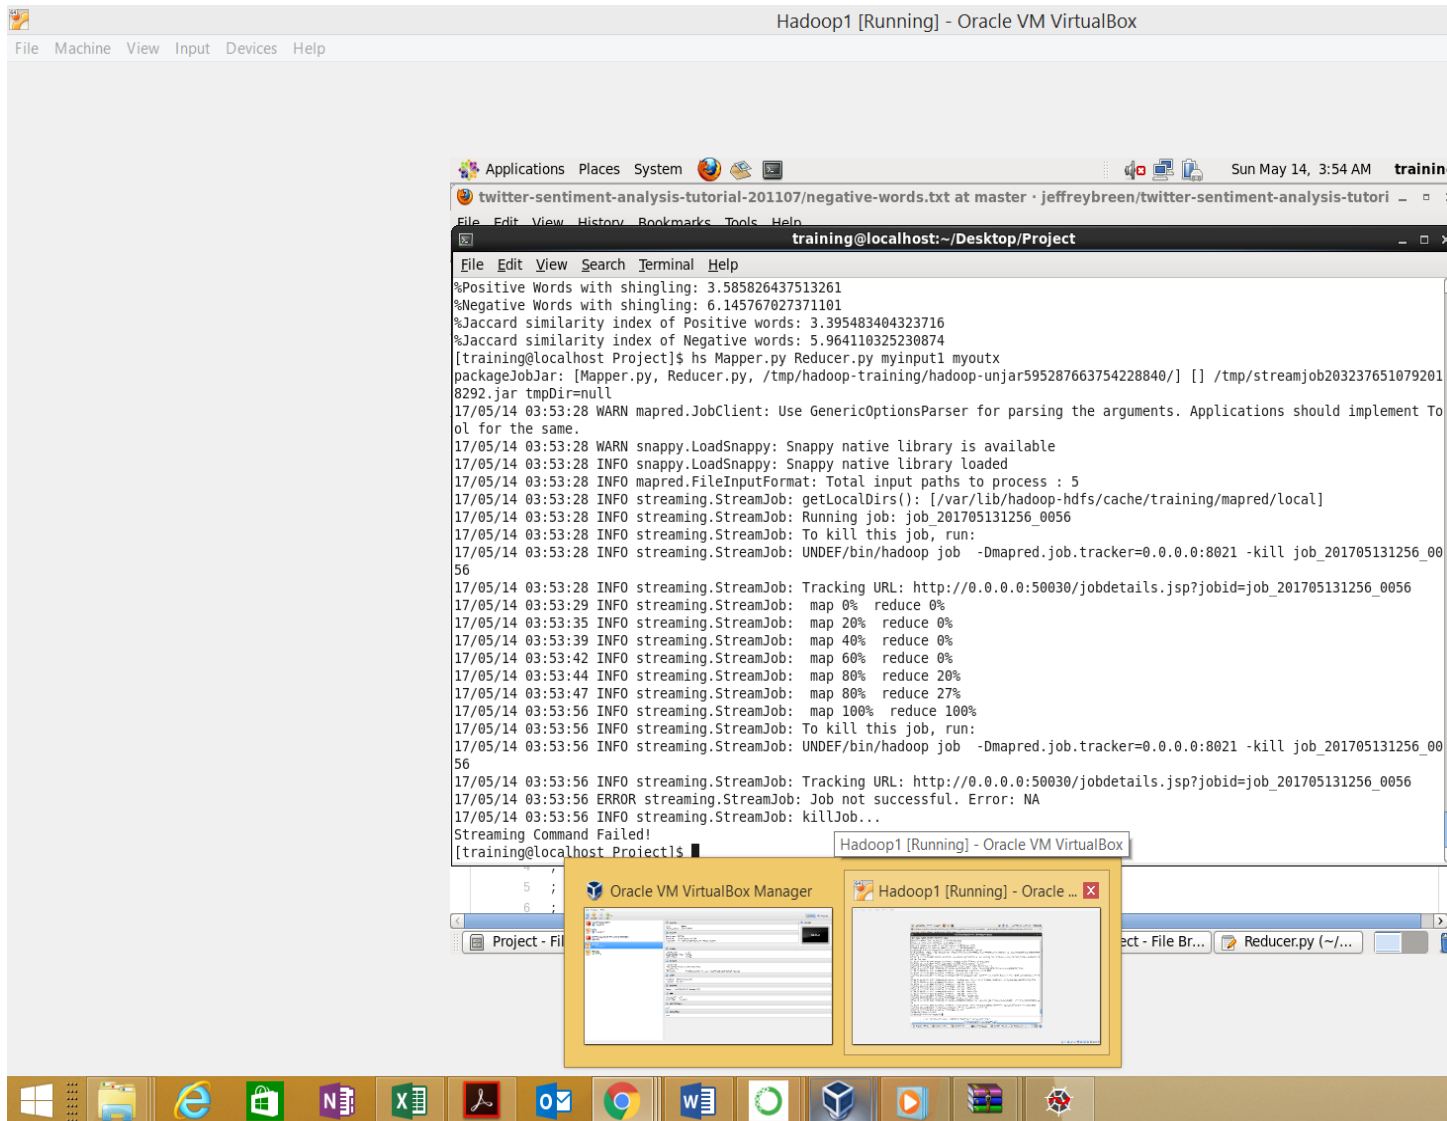 Hadoop1 [Running] - Oracle VM VirtualBox
File Machine View Input Devices Help
Applications Places System Sun May 14, 3:54 AM trainin
twitter-sentiment-analysis-tutorial-201107/negative-words.txt at master · jeffreybreen/twitter-sentiment-analysis-tutori
File Edit View History Bookmarks Tools Help
training@localhost:~/Desktop/Project
File Edit View Search Terminal Help
%Positive Words with shingling: 3.585826437513261
%Negative Words with shingling: 6.145767027371101
%Jaccard similarity index of Positive words: 3.395483404323716
%Jaccard similarity index of Negative words: 5.964110325230874
[training@localhost Project]$ hs Mapper.py Reducer.py myinput1 myoutx
packageJobJar: [Mapper.py, Reducer.py, /tmp/hadoop-training/hadoop-unjar595287663754228840/] [] /tmp/streamjob203237651079201
8292.jar tmpDir=null
17/05/14 03:53:28 WARN mapred.JobClient: Use GenericOptionsParser for parsing the arguments. Applications should implement To
ol for the same.
17/05/14 03:53:28 WARN snappy.LoadSnappy: Snappy native library is available
17/05/14 03:53:28 INFO snappy.LoadSnappy: Snappy native library loaded
17/05/14 03:53:28 INFO mapred.FileInputFormat: Total input paths to process : 5
17/05/14 03:53:28 INFO streaming.StreamJob: getLocalDirs(): [/var/lib/hadoop-hdfs/cache/training/mapred/local]
17/05/14 03:53:28 INFO streaming.StreamJob: Running job: job_201705131256_0056
17/05/14 03:53:28 INFO streaming.StreamJob: To kill this job, run:
17/05/14 03:53:28 INFO streaming.StreamJob: UNDEF/bin/hadoop job  -Dmapred.job.tracker=0.0.0.0:8021 -kill job_201705131256_00
56
17/05/14 03:53:28 INFO streaming.StreamJob: Tracking URL: http://0.0.0.0:50030/jobdetails.jsp?jobid=job_201705131256_0056
17/05/14 03:53:29 INFO streaming.StreamJob:  map 0%  reduce 0%
17/05/14 03:53:35 INFO streaming.StreamJob:  map 20%  reduce 0%
17/05/14 03:53:39 INFO streaming.StreamJob:  map 40%  reduce 0%
17/05/14 03:53:42 INFO streaming.StreamJob:  map 60%  reduce 0%
17/05/14 03:53:44 INFO streaming.StreamJob:  map 80%  reduce 20%
17/05/14 03:53:47 INFO streaming.StreamJob:  map 80%  reduce 27%
17/05/14 03:53:56 INFO streaming.StreamJob:  map 100%  reduce 100%
17/05/14 03:53:56 INFO streaming.StreamJob: To kill this job, run:
17/05/14 03:53:56 INFO streaming.StreamJob: UNDEF/bin/hadoop job  -Dmapred.job.tracker=0.0.0.0:8021 -kill job_201705131256_00
56
17/05/14 03:53:56 INFO streaming.StreamJob: Tracking URL: http://0.0.0.0:50030/jobdetails.jsp?jobid=job_201705131256_0056
17/05/14 03:53:56 ERROR streaming.StreamJob: Job not successful. Error: NA
17/05/14 03:53:56 INFO streaming.StreamJob: killJob...
Streaming Command Failed!
[training@localhost Project]$
Hadoop1 [Running] - Oracle VM VirtualBox
5 ;
6 ;
Oracle VM VirtualBox Manager
Hadoop1 [Running] - Oracle ...
Project - Fil
ect - File Br...
Reducer.py (~/...